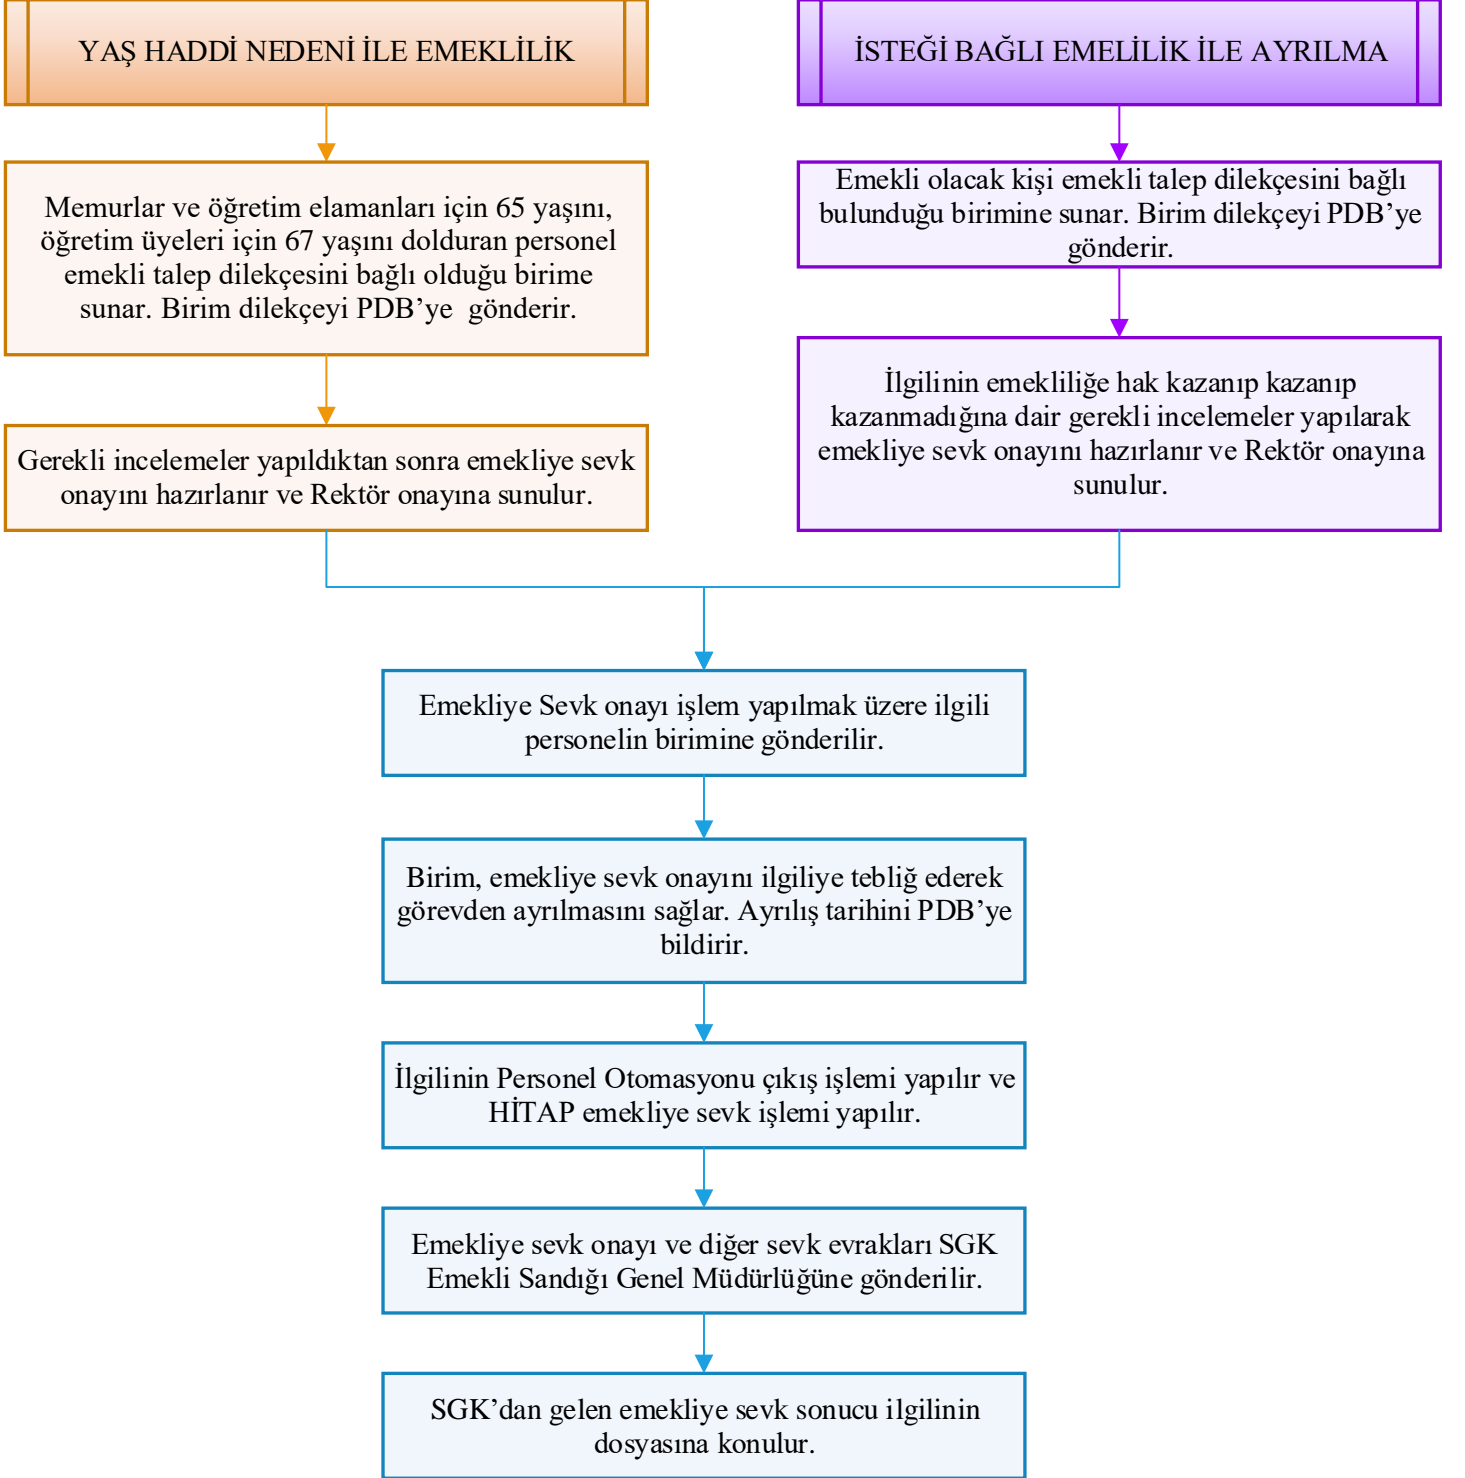 YAŞ HADDİ NEDENİ İLE EMEKLİLİK
Memurlar ve öğretim elamanları için 65 yaşını,
öğretim üyeleri için 67 yaşını dolduran personel
emekli talep dilekçesini bağlı olduğu birime
sunar. Birim dilekçeyi PDB’ye gönderir.
Gerekli incelemeler yapıldıktan sonra emekliye sevk
onayını hazırlanır ve Rektör onayına sunulur.
İSTEĞİ BAĞLI EMELİLİK İLE AYRILMA
Emekli olacak kişi emekli talep dilekçesini bağlı
bulunduğu birimine sunar. Birim dilekçeyi PDB’ye
gönderir.
İlgilinin emekliliğe hak kazanıp kazanıp
kazanmadığına dair gerekli incelemeler yapılarak
emekliye sevk onayını hazırlanır ve Rektör onayına
sunulur.
Emekliye Sevk onayı işlem yapılmak üzere ilgili
personelin birimine gönderilir.
Birim, emekliye sevk onayını ilgiliye tebliğ ederek
görevden ayrılmasını sağlar. Ayrılış tarihini PDB’ye
bildirir.
İlgilinin Personel Otomasyonu çıkış işlemi yapılır ve
HİTAP emekliye sevk işlemi yapılır.
Emekliye sevk onayı ve diğer sevk evrakları SGK
Emekli Sandığı Genel Müdürlüğüne gönderilir.
SGK’dan gelen emekliye sevk sonucu ilgilinin
dosyasına konulur.